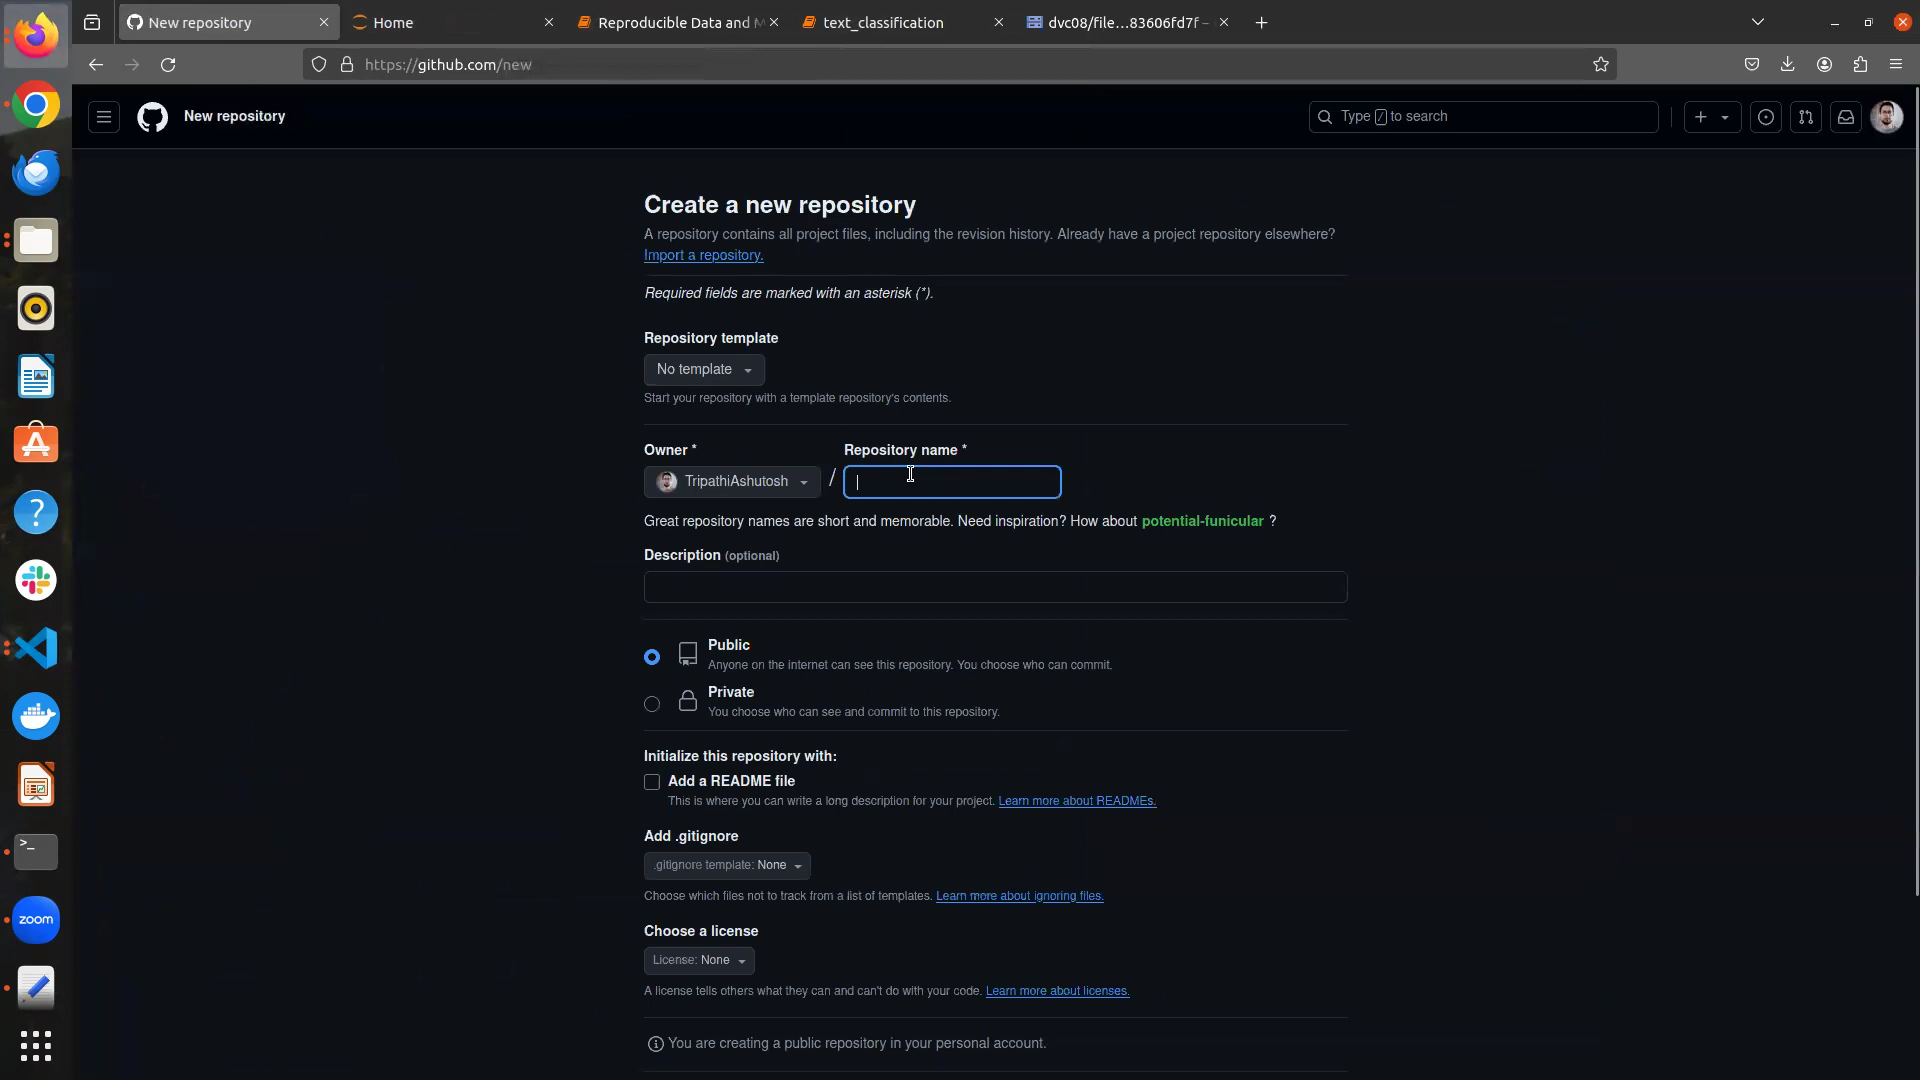 New repository
Home
Reproducible Data and M
text_classification
dvc08/file…83606fd7f –
https://github.com/new
New repository
Type / to search
Create a new repository
A repository contains all project files, including the revision history. Already have a project repository elsewhere?
Import a repository.
Required fields are marked with an asterisk (*).
Repository template
No template
Start your repository with a template repository's contents.
Owner *
Repository name *
TripathiAshutosh
/
Great repository names are short and memorable. Need inspiration? How about potential-funicular ?
Description (optional)
Public
Anyone on the internet can see this repository. You choose who can commit.
Private
You choose who can see and commit to this repository.
Initialize this repository with:
Add a README file
This is where you can write a long description for your project. Learn more about READMEs.
Add .gitignore
.gitignore template: None
Choose which files not to track from a list of templates. Learn more about ignoring files.
Choose a license
License: None
A license tells others what they can and can't do with your code. Learn more about licenses.
You are creating a public repository in your personal account.
zoom